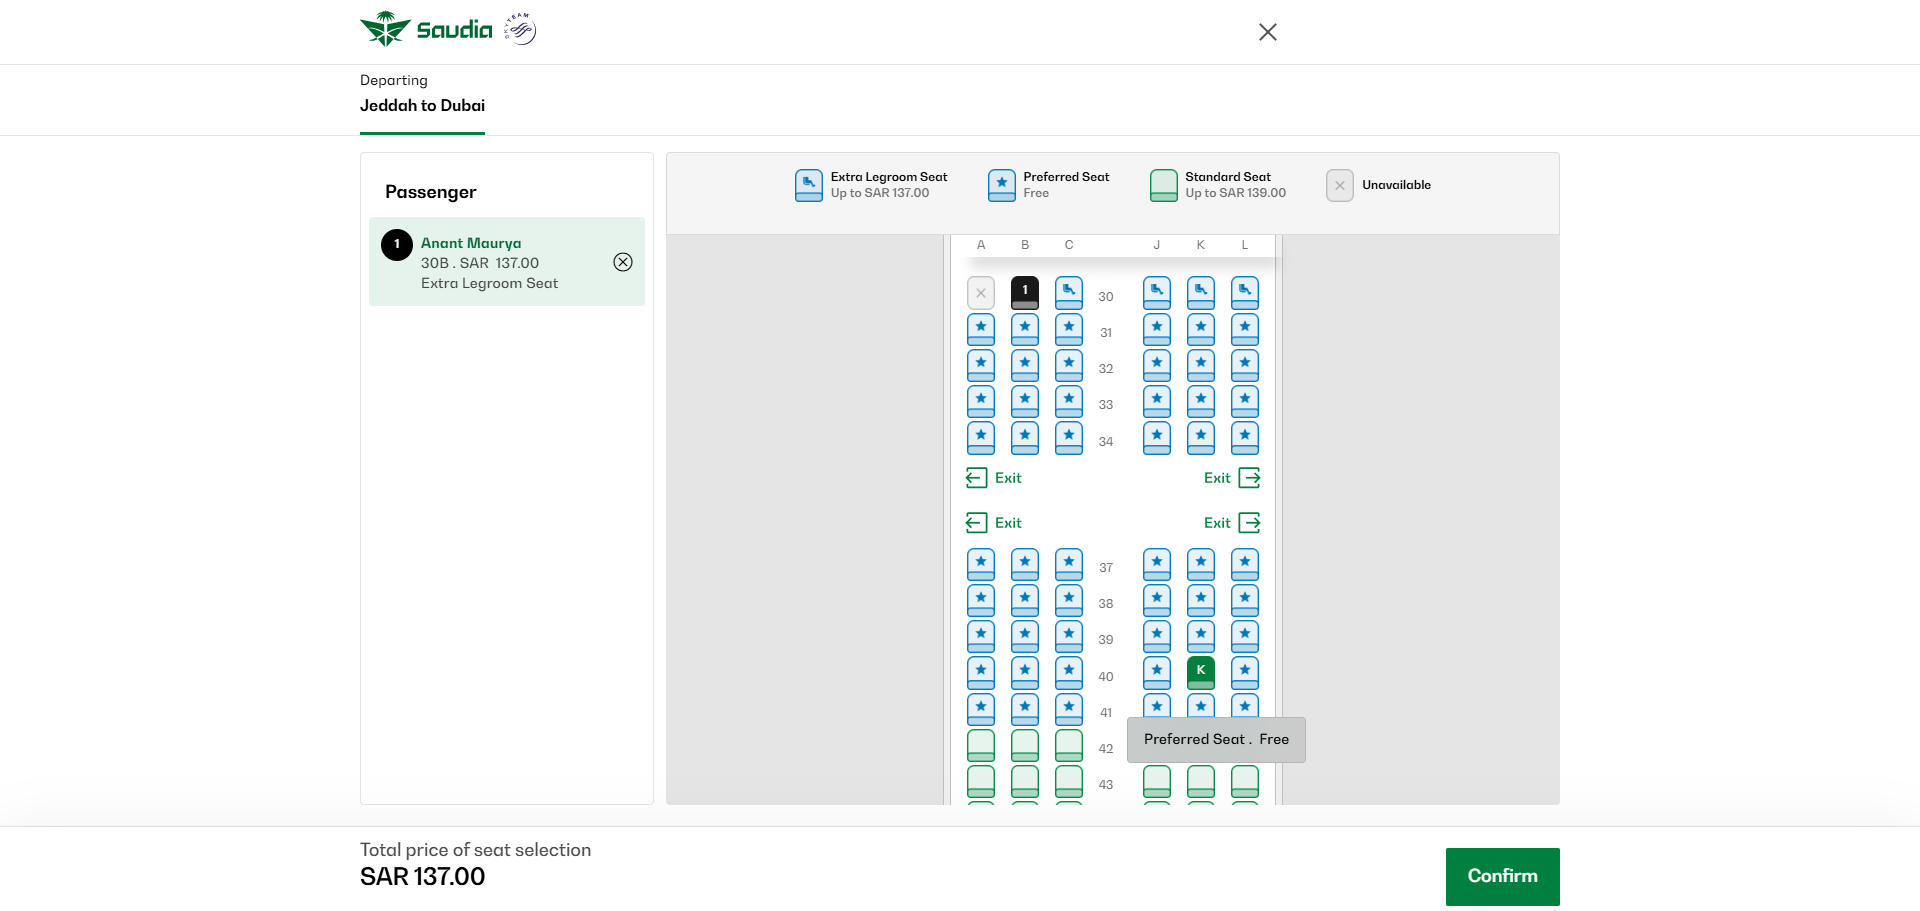 Saudia
SKYTEAM
Departing
Jeddah to Dubai
Passenger
1
Anant Maurya
30B . SAR 137.00
Extra Legroom Seat
Extra Legroom Seat
Up to SAR 137.00
Preferred Seat
Free
Standard Seat
Up to SAR 139.00
Unavailable
A B C J K L
1 30
31
32
33
34
Exit Exit
Exit Exit
37
38
39
40 K
41
42
Preferred Seat . Free
43
Total price of seat selection
SAR 137.00
Confirm